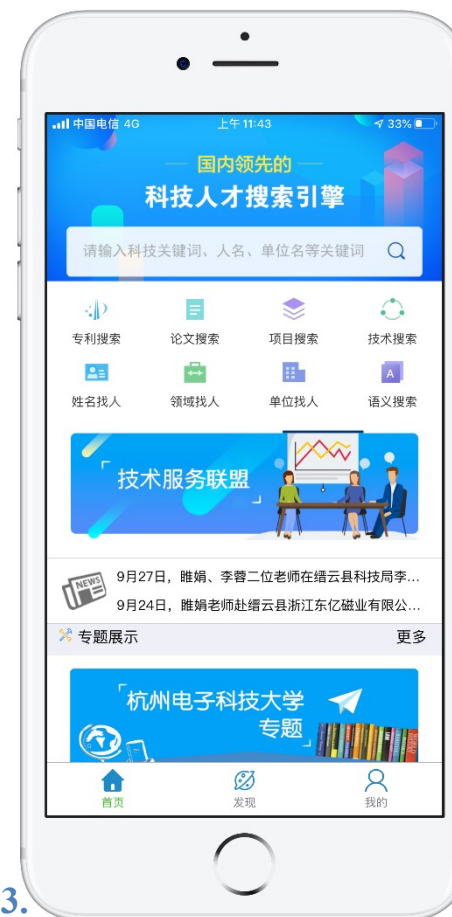 中国电信 4G 上午 11:43 33%
国内领先的
科技人才搜索引擎
请输入科技关键词、人名、单位名等关键词
专利搜索 论文搜索 项目搜索 技术搜索
A
姓名找人 领域找人 单位找人 语义搜索
「技术服务联盟」
NEWS
9月27日，睢娟、李蓉二位老师在缙云县科技局李...
9月24日，睢娟老师赴缙云县浙江东亿磁业有限公...
专题展示 更多
「杭州电子科技大学
专题」
首页 发现 我的
3.